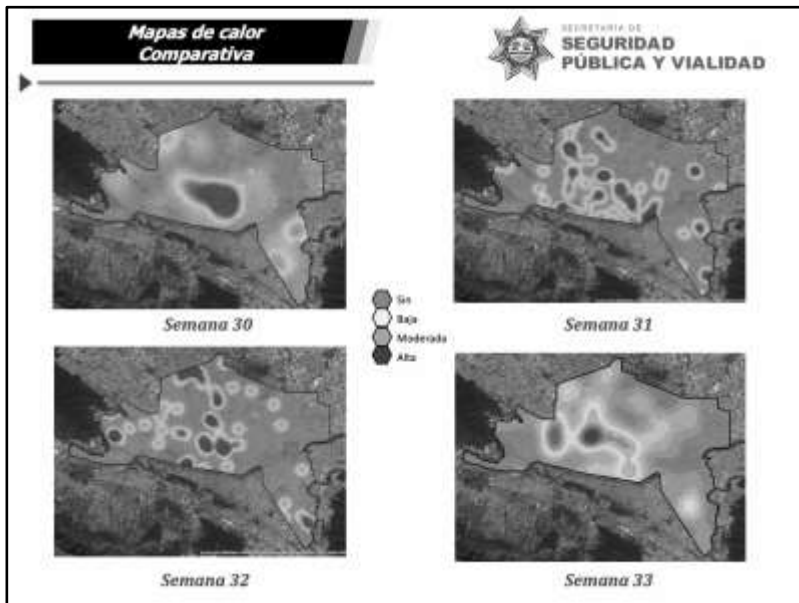 Mapas de calor
Comparativa
SECRETARÍA DE
SEGURIDAD
PÚBLICA Y VIALIDAD
Semana 30
Semana 31
Sin
Baja
Moderada
Alta
Semana 32
Semana 33